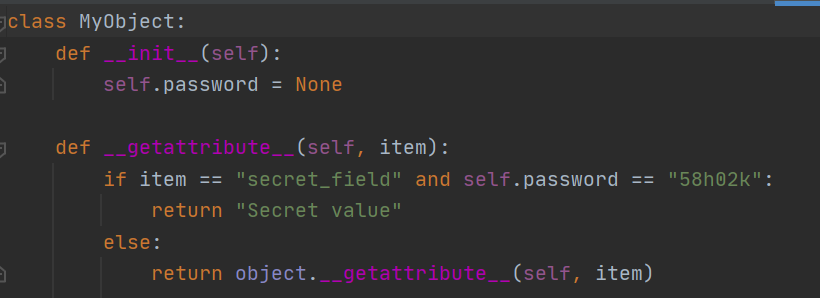 class MyObject:
    def __init__(self):
        self.password = None
    def __getattribute__(self, item):
        if item == "secret_field" and self.password == "58h02k":
            return "Secret value"
        else:
            return object.__getattribute__(self, item)